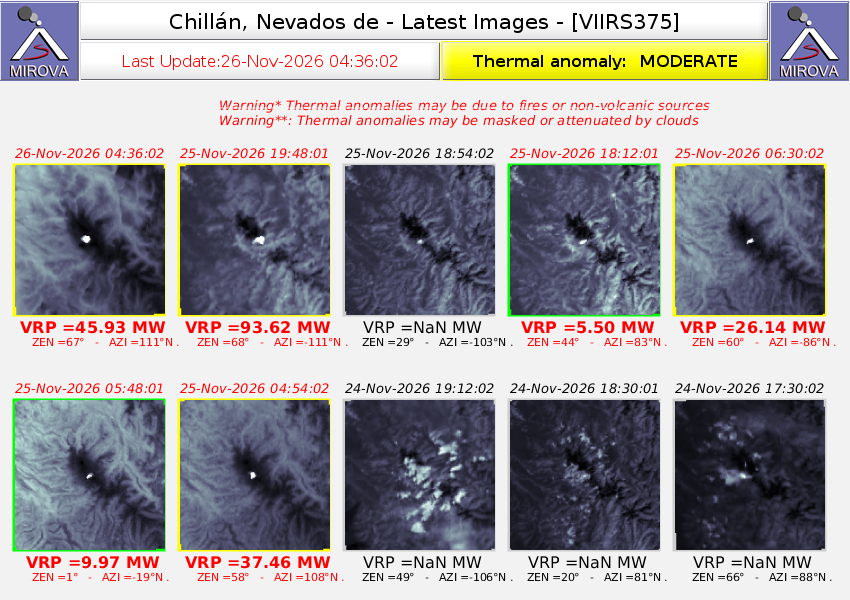 Chillán, Nevados de - Latest Images - [VIIRS375]
MIROVA
Last Update:26-Nov-2026 04:36:02
Thermal anomaly: MODERATE
MIROVA
Warning* Thermal anomalies may be due to fires or non-volcanic sources
Warning**: Thermal anomalies may be masked or attenuated by clouds
26-Nov-2026 04:36:02
25-Nov-2026 19:48:01
25-Nov-2026 18:54:02
25-Nov-2026 18:12:01
25-Nov-2026 06:30:02
VRP =45.93 MW
VRP =93.62 MW
VRP =NaN MW
VRP =5.50 MW
VRP =26.14 MW
ZEN =67° - AZI =111°N .
ZEN =68° - AZI =-111°N .
ZEN =29° - AZI =-103°N .
ZEN =44° - AZI =83°N .
ZEN =60° - AZI =-86°N .
25-Nov-2026 05:48:01
25-Nov-2026 04:54:02
24-Nov-2026 19:12:02
24-Nov-2026 18:30:01
24-Nov-2026 17:30:02
VRP =9.97 MW
VRP =37.46 MW
VRP =NaN MW
VRP =NaN MW
VRP =NaN MW
ZEN =1° - AZI =-19°N .
ZEN =58° - AZI =108°N .
ZEN =49° - AZI =-106°N .
ZEN =20° - AZI =81°N .
ZEN =66° - AZI =88°N .